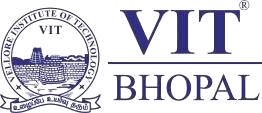 VELLORE INSTITUTE OF TECHNOLOGY
VIT
VIT®
BHOPAL